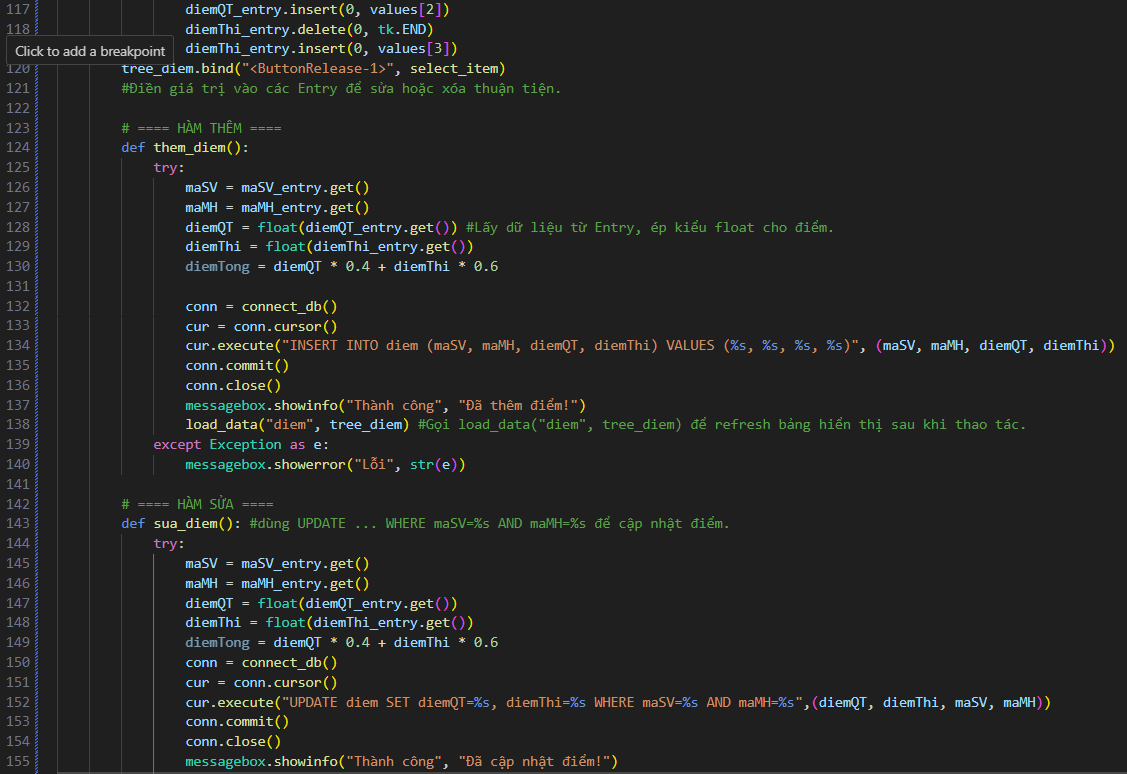 117 diemQT_entry.insert(0, values[2])
118 diemThi_entry.delete(0, tk.END)
Click to add a breakpoint diemThi_entry.insert(0, values[3])
120 tree_diem.bind("<ButtonRelease-1>", select_item)
121 #Điền giá trị vào các Entry để sửa hoặc xóa thuận tiện.
122
123 # ==== HÀM THÊM ====
124 def them_diem():
125 try:
126 maSV = maSV_entry.get()
127 maMH = maMH_entry.get()
128 diemQT = float(diemQT_entry.get()) #Lấy dữ liệu từ Entry, ép kiểu float cho điểm.
129 diemThi = float(diemThi_entry.get())
130 diemTong = diemQT * 0.4 + diemThi * 0.6
131
132 conn = connect_db()
133 cur = conn.cursor()
134 cur.execute("INSERT INTO diem (maSV, maMH, diemQT, diemThi) VALUES (%s, %s, %s, %s)", (maSV, maMH, diemQT, diemThi))
135 conn.commit()
136 conn.close()
137 messagebox.showinfo("Thành công", "Đã thêm điểm!")
138 load_data("diem", tree_diem) #Gọi load_data("diem", tree_diem) để refresh bảng hiển thị sau khi thao tác.
139 except Exception as e:
140 messagebox.showerror("Lỗi", str(e))
141
142 # ==== HÀM SỬA ====
143 def sua_diem(): #dùng UPDATE ... WHERE maSV=%s AND maMH=%s để cập nhật điểm.
144 try:
145 maSV = maSV_entry.get()
146 maMH = maMH_entry.get()
147 diemQT = float(diemQT_entry.get())
148 diemThi = float(diemThi_entry.get())
149 diemTong = diemQT * 0.4 + diemThi * 0.6
150 conn = connect_db()
151 cur = conn.cursor()
152 cur.execute("UPDATE diem SET diemQT=%s, diemThi=%s WHERE maSV=%s AND maMH=%s",(diemQT, diemThi, maSV, maMH))
153 conn.commit()
154 conn.close()
155 messagebox.showinfo("Thành công", "Đã cập nhật điểm!")